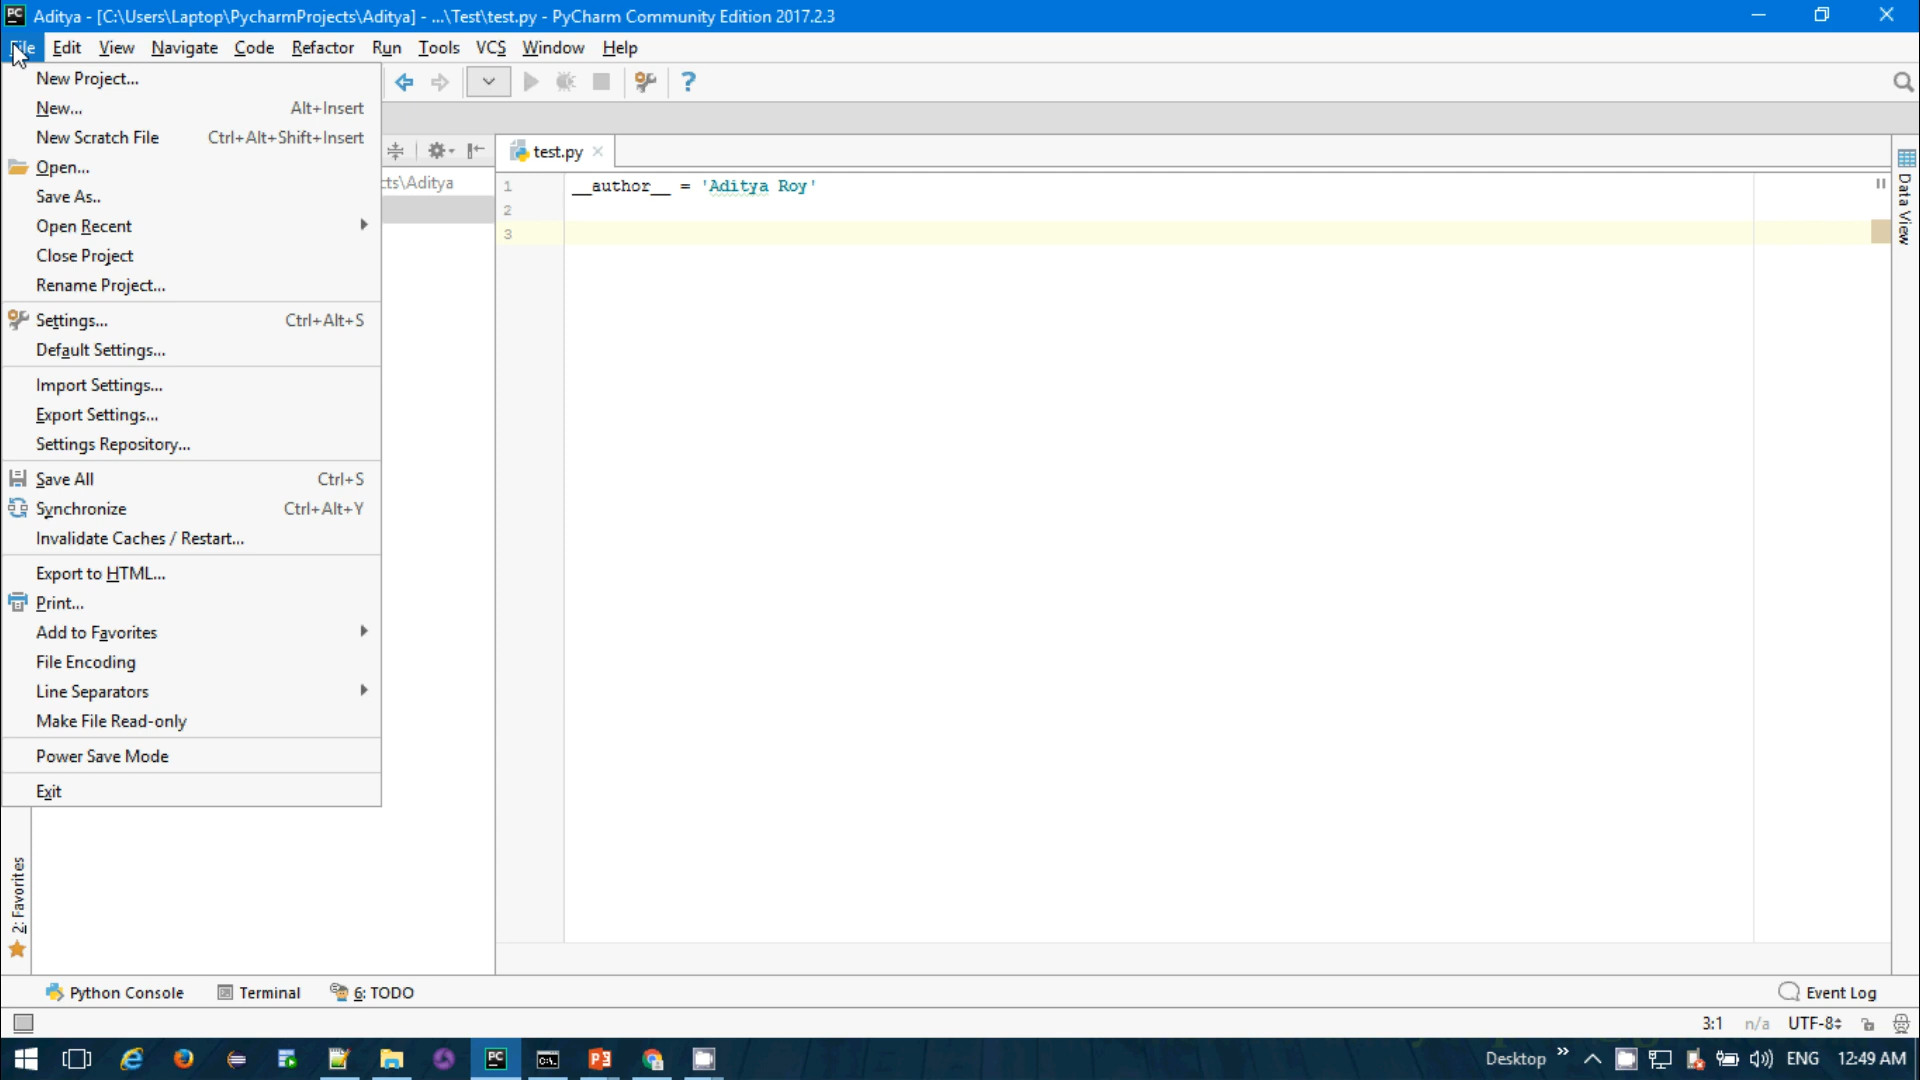 Aditya - [C:\Users\Laptop\PycharmProjects\Aditya] - ...\Test\test.py - PyCharm Community Edition 2017.2.3
File Edit View Navigate Code Refactor Run Tools VCS Window Help
New Project...
New... Alt+Insert
New Scratch File Ctrl+Alt+Shift+Insert
Open...
Save As..
Open Recent
Close Project
Rename Project...
Settings... Ctrl+Alt+S
Default Settings...
Import Settings...
Export Settings...
Settings Repository...
Save All Ctrl+S
Synchronize Ctrl+Alt+Y
Invalidate Caches / Restart...
Export to HTML...
Print...
Add to Favorites
File Encoding
Line Separators
Make File Read-only
Power Save Mode
Exit
cts\Aditya
test.py
1 __author__ = 'Aditya Roy'
2
3
Data View
2: Favorites
Python Console Terminal 6: TODO Event Log
3:1 n/a UTF-8
Desktop ENG 12:49 AM